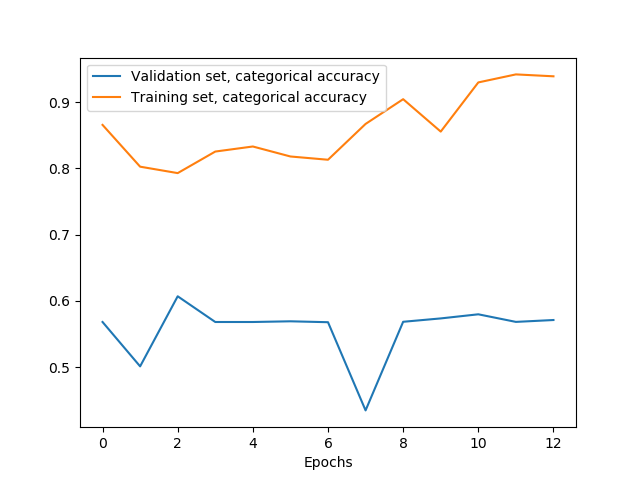 Validation set, categorical accuracy
Training set, categorical accuracy
0.9
0.8
0.7
0.6
0.5
0 2 4 6 8 10 12
Epochs